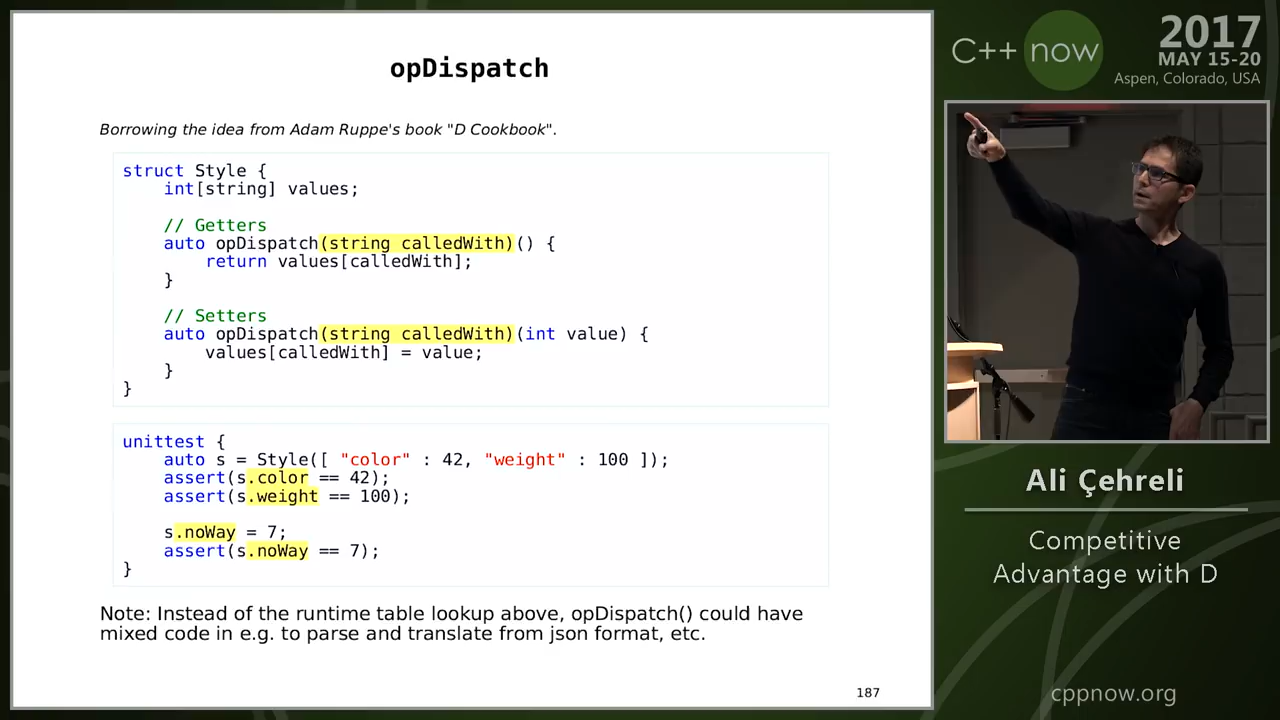 opDispatch
Borrowing the idea from Adam Ruppe's book "D Cookbook".
struct Style {
    int[string] values;
    // Getters
    auto opDispatch(string calledWith)() {
        return values[calledWith];
    }
    // Setters
    auto opDispatch(string calledWith)(int value) {
        values[calledWith] = value;
    }
}
unittest {
    auto s = Style([ "color" : 42, "weight" : 100 ]);
    assert(s.color == 42);
    assert(s.weight == 100);
    s.noWay = 7;
    assert(s.noWay == 7);
}
Note: Instead of the runtime table lookup above, opDispatch() could have
mixed code in e.g. to parse and translate from json format, etc.
187
C++ now
2017
MAY 15-20
Aspen, Colorado, USA
Ali Çehreli
Competitive
Advantage with D
cppnow.org